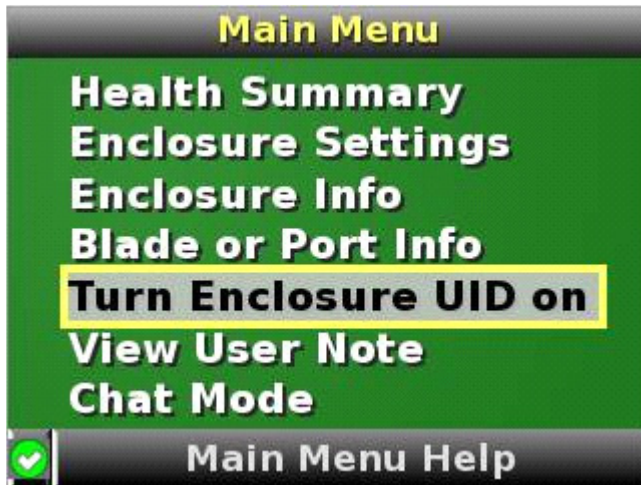 Main Menu
Health Summary
Enclosure Settings
Enclosure Info
Blade or Port Info
Turn Enclosure UID on
View User Note
Chat Mode
Main Menu Help